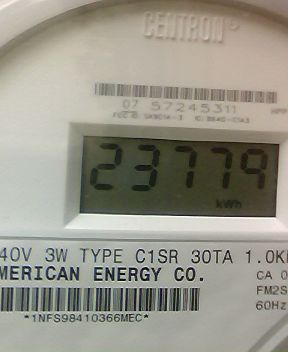 CENTRON®
07 57245311
23779
kWh
40V 3W TYPE C1SR 30TA 1.0K
MERICAN ENERGY CO.
CA 0
FM2S
60Hz
*1NFS98410366MEC*